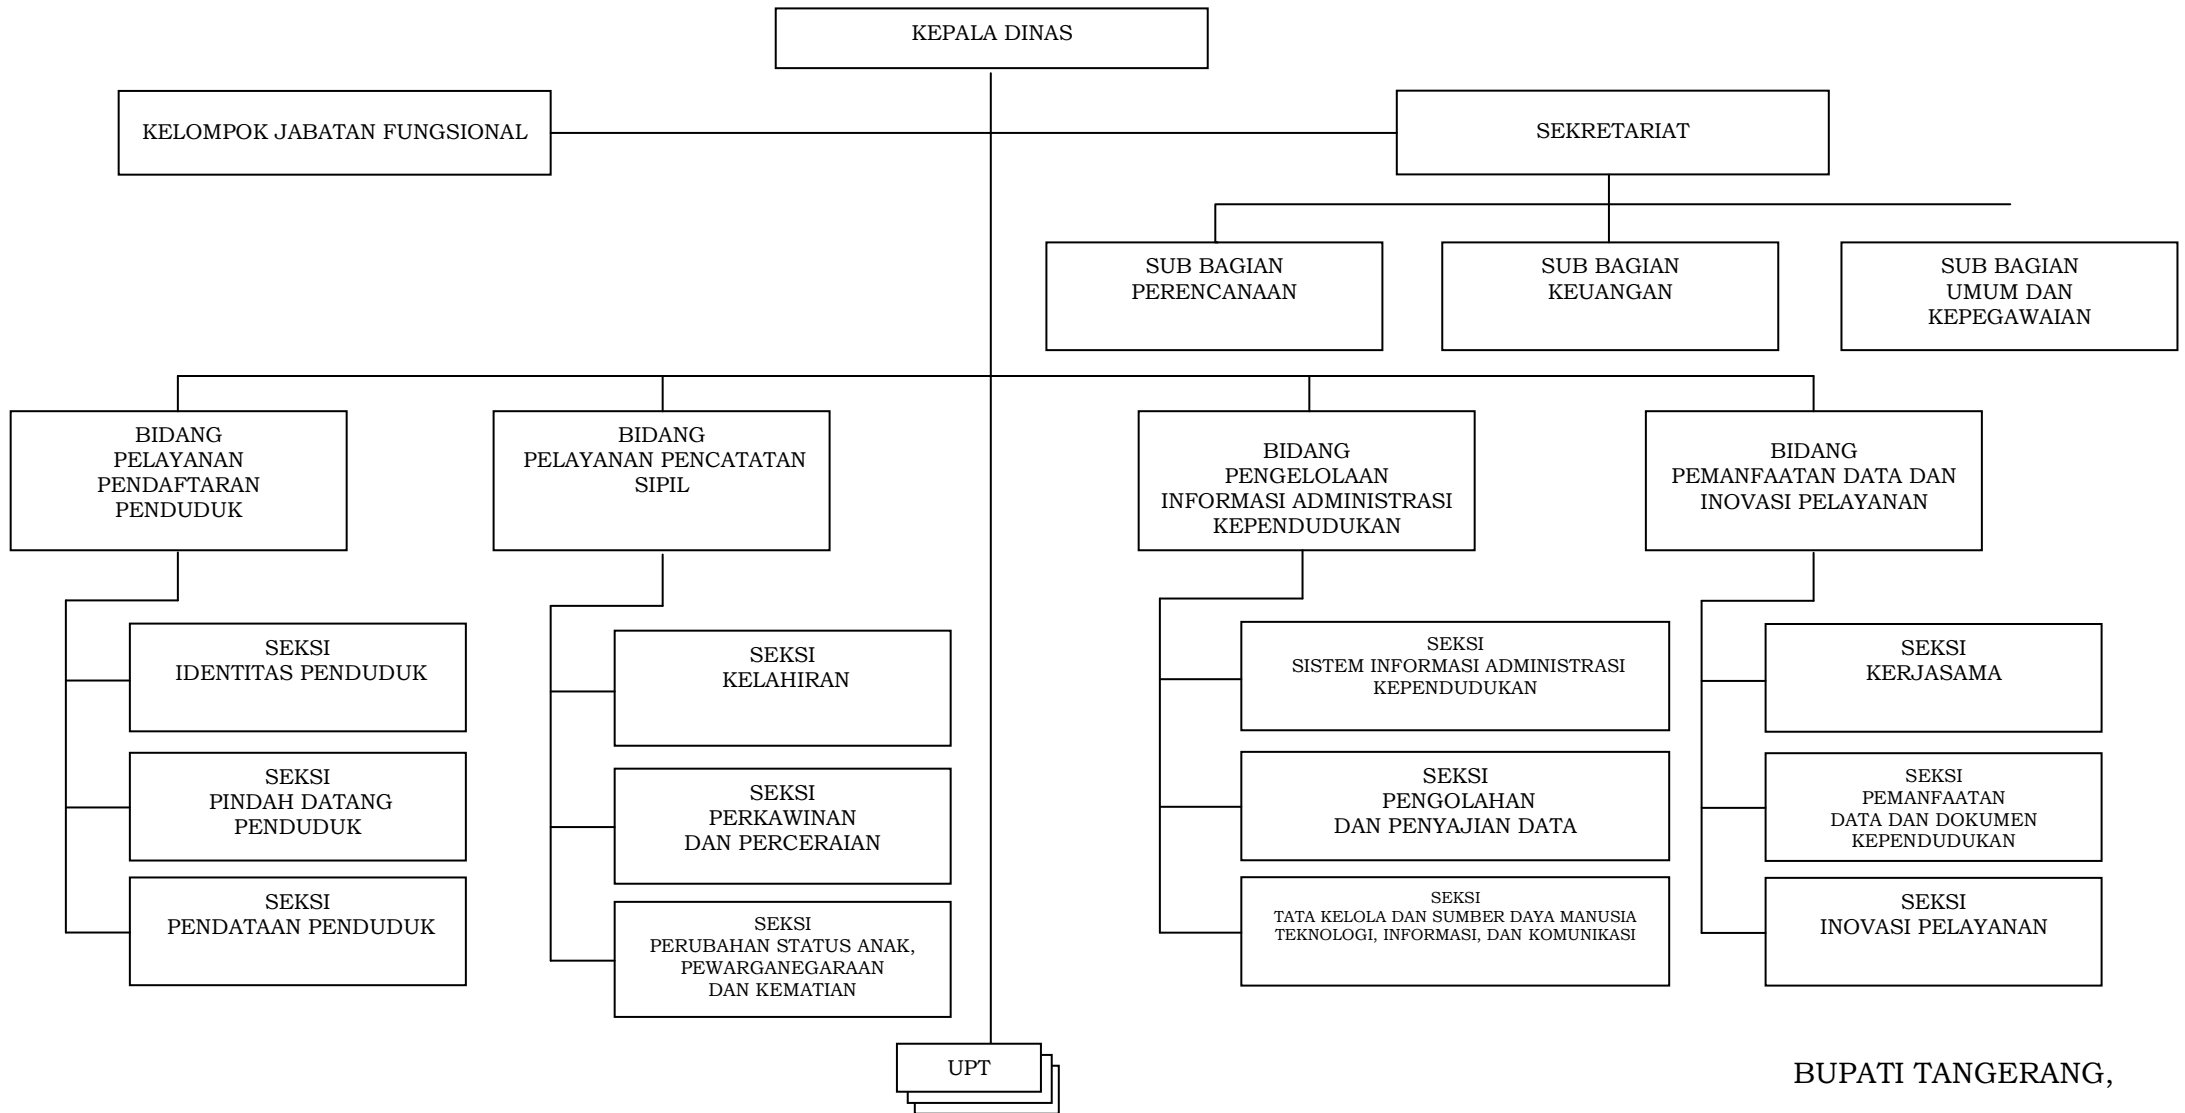 KEPALA DINAS
KELOMPOK JABATAN FUNGSIONAL
SEKRETARIAT
SUB BAGIAN
PERENCANAAN
SUB BAGIAN
KEUANGAN
SUB BAGIAN
UMUM DAN
KEPEGAWAIAN
BIDANG
PELAYANAN
PENDAFTARAN
PENDUDUK
BIDANG
PELAYANAN PENCATATAN
SIPIL
BIDANG
PENGELOLAAN
INFORMASI ADMINISTRASI
KEPENDUDUKAN
BIDANG
PEMANFAATAN DATA DAN
INOVASI PELAYANAN
SEKSI
IDENTITAS PENDUDUK
SEKSI
PINDAH DATANG
PENDUDUK
SEKSI
PENDATAAN PENDUDUK
SEKSI
KELAHIRAN
SEKSI
PERKAWINAN
DAN PERCERAIAN
SEKSI
PERUBAHAN STATUS ANAK,
PEWARGANEGARAAN
DAN KEMATIAN
SEKSI
SISTEM INFORMASI ADMINISTRASI
KEPENDUDUKAN
SEKSI
PENGOLAHAN
DAN PENYAJIAN DATA
SEKSI
TATA KELOLA DAN SUMBER DAYA MANUSIA
TEKNOLOGI, INFORMASI, DAN KOMUNIKASI
SEKSI
KERJASAMA
SEKSI
PEMANFAATAN
DATA DAN DOKUMEN
KEPENDUDUKAN
SEKSI
INOVASI PELAYANAN
UPT
BUPATI TANGERANG,